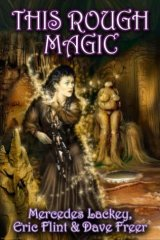 THIS ROUGH
MAGIC
Mercedes Lackey,
Eric Flint & Dave Freer